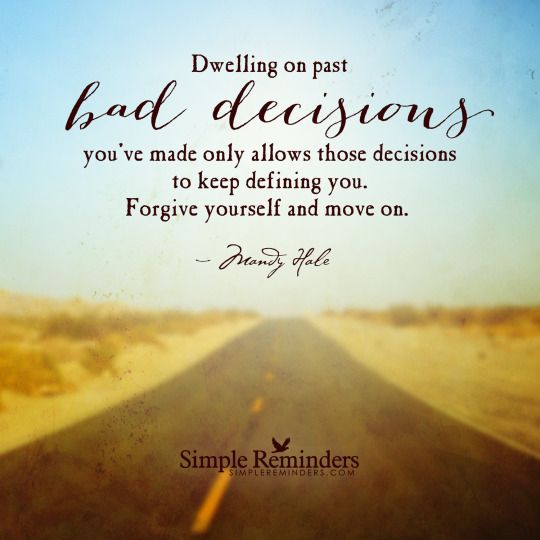 Dwelling on past
bad decisions
you've made only allows those decisions
to keep defining you.
Forgive yourself and move on.
– Mandy Hale
Simple Reminders
SIMPLEREMINDERS.COM